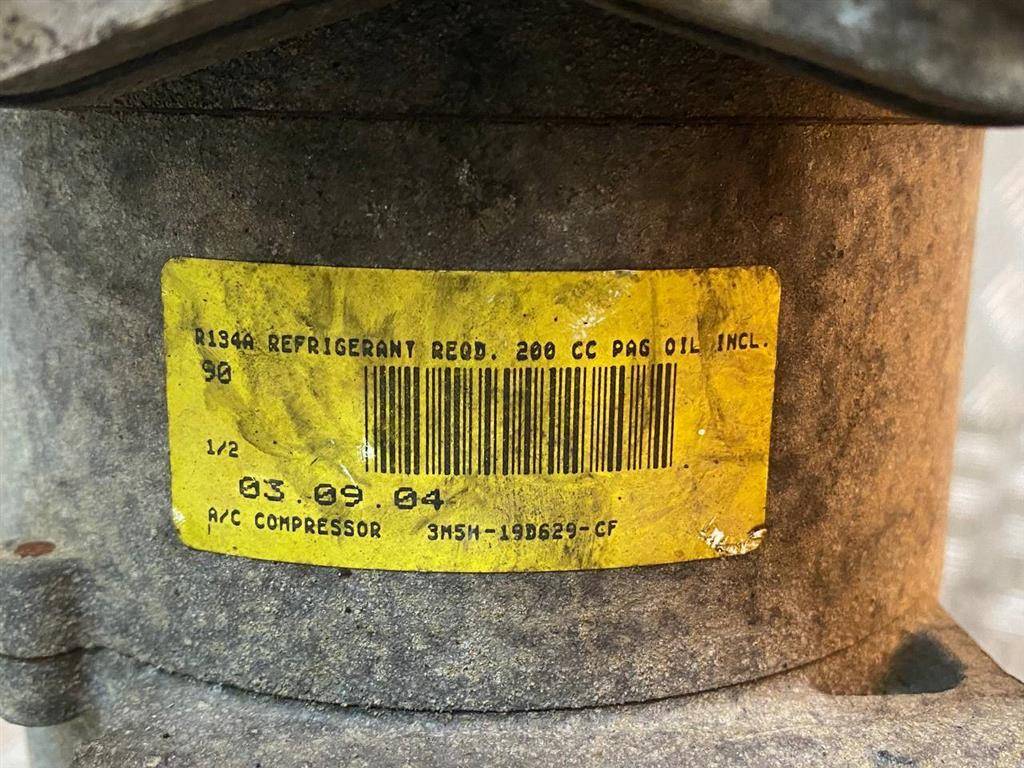 R134A REFRIGERANT REQD. 200 CC PAG OIL INCL.
90
1/2
03.09.04
A/C COMPRESSOR 3M5H-19D629-CF